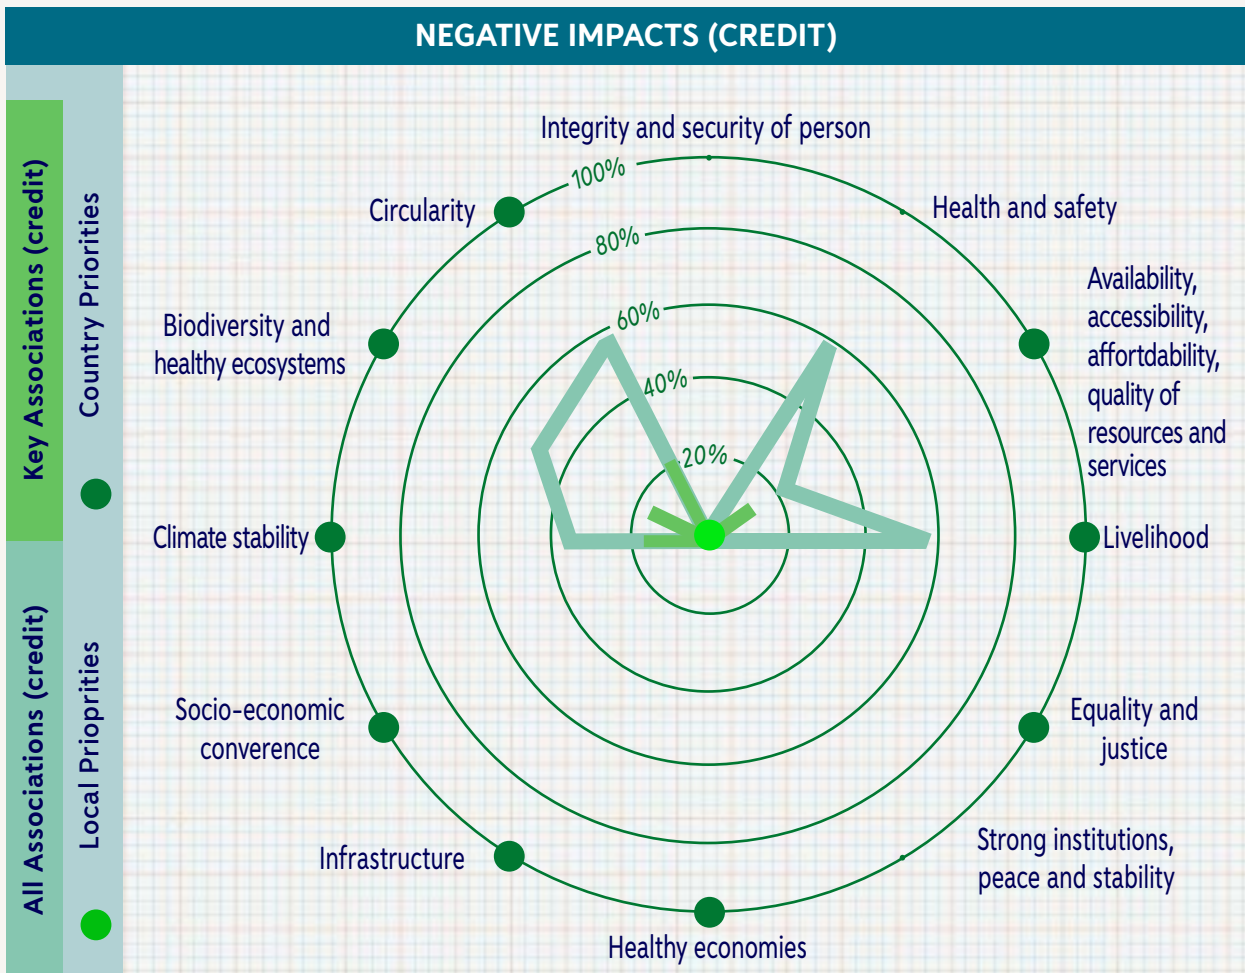 NEGATIVE IMPACTS (CREDIT)
Key Associations (credit)
All Associations (credit)
Country Priorities
Local Prioprities
Integrity and security of person
Health and safety
Availability,
accessibility,
affortdability,
quality of
resources and
services
Livelihood
Equality and
justice
Strong institutions,
peace and stability
Healthy economies
Infrastructure
Socio-economic
converence
Climate stability
Biodiversity and
healthy ecosystems
Circularity
100%
80%
60%
40%
20%